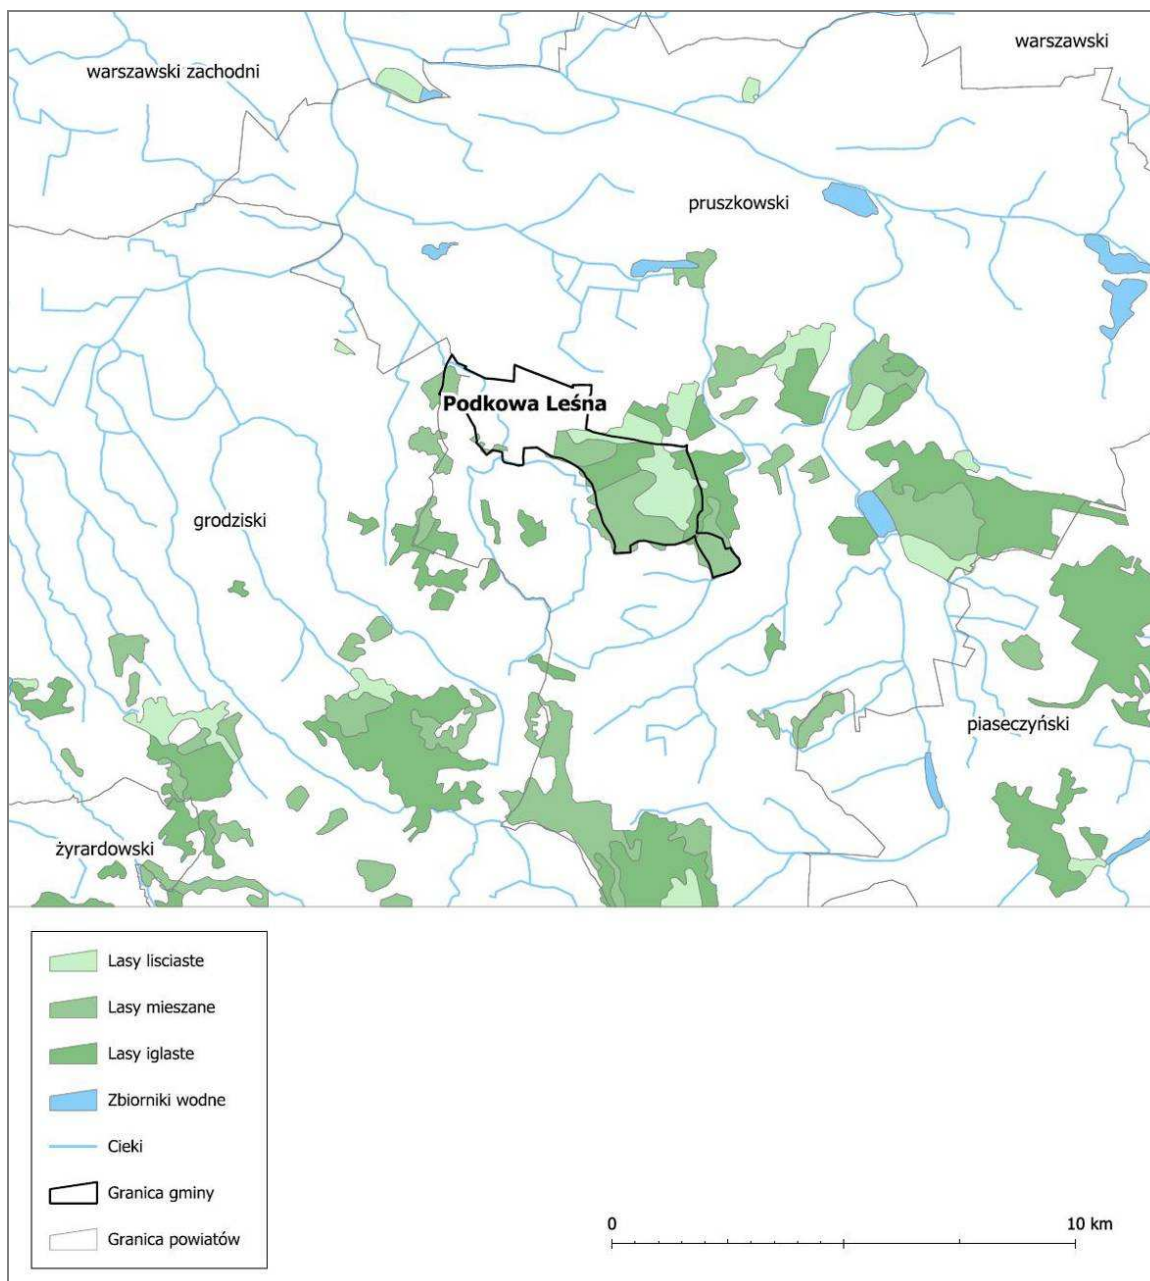 warszawski
warszawski zachodni
pruszkowski
Podkowa Leśna
grodziski
piaseczyński
żyrardowski
Lasy lisciaste
Lasy mieszane
Lasy iglaste
Zbiorniki wodne
Cieki
Granica gminy
Granica powiatów
0 10 km